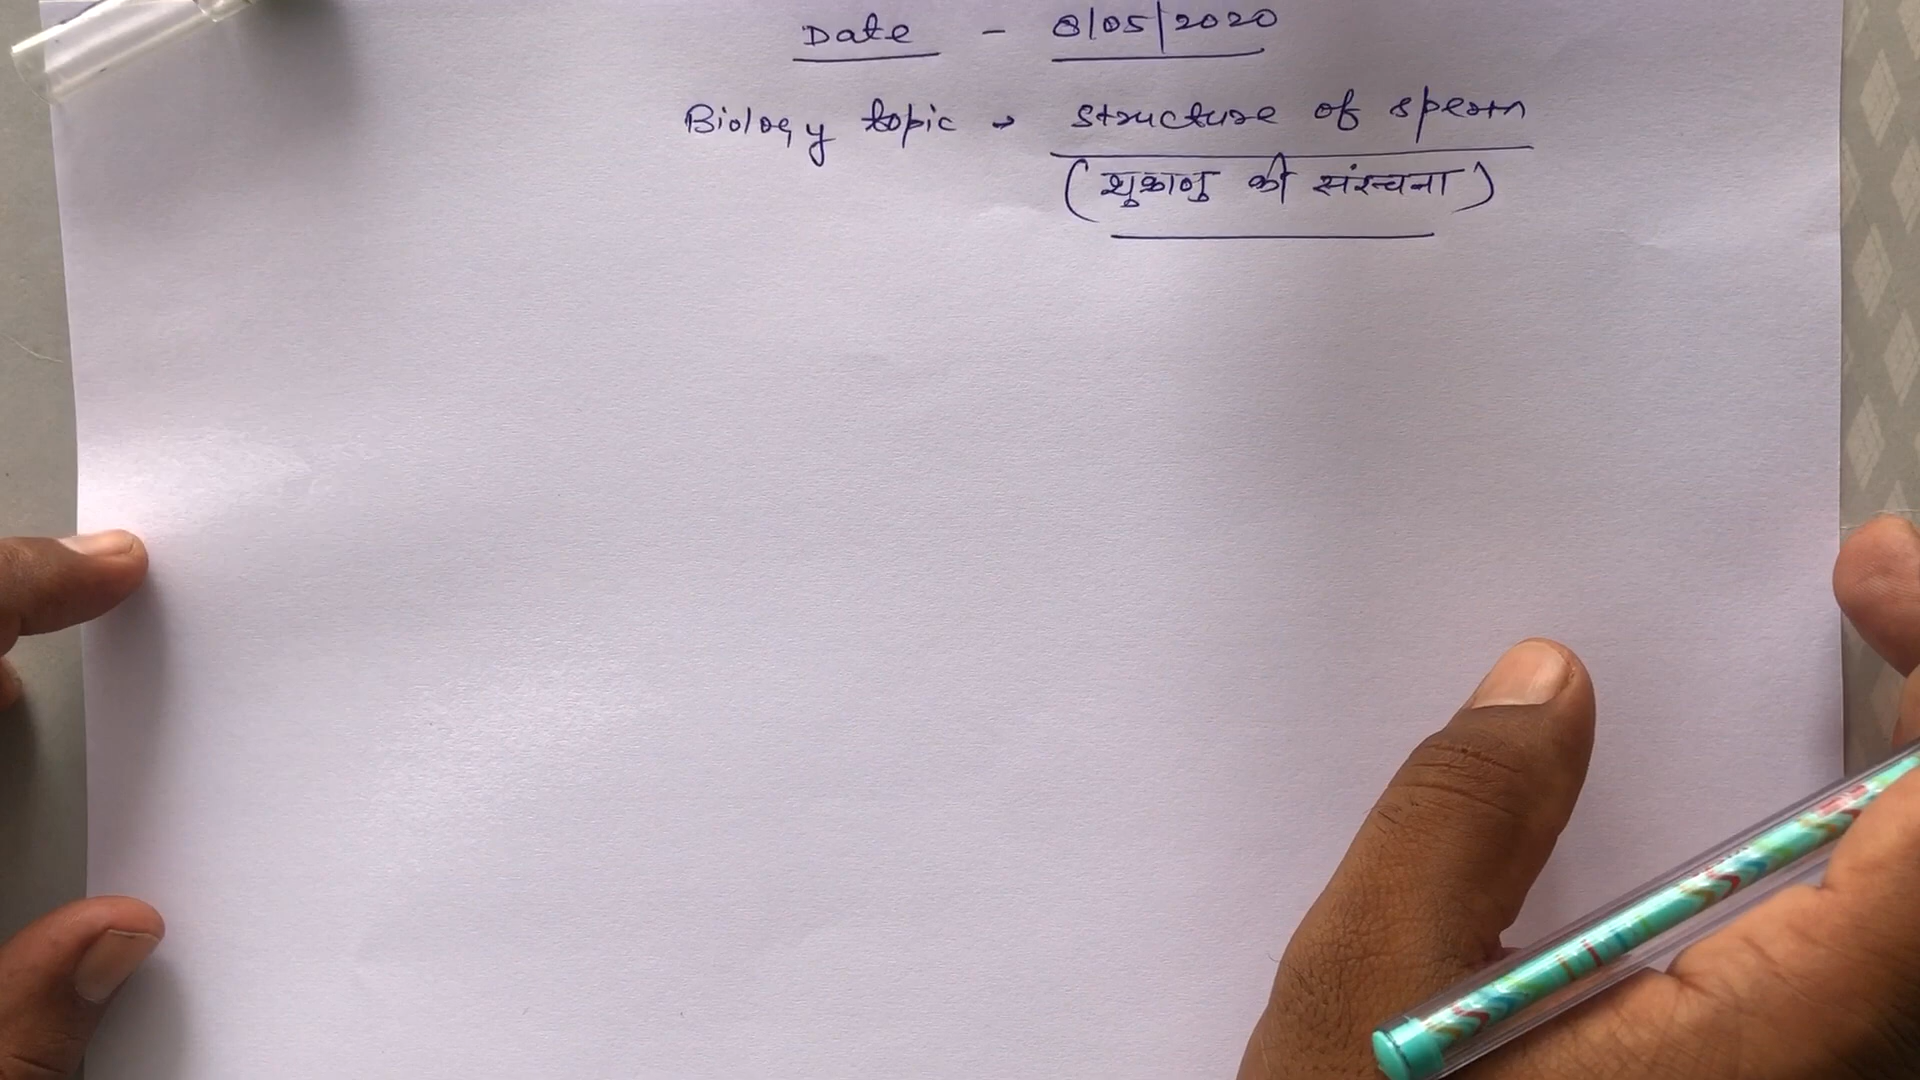 Date - 8/05/2020
Biology topic → Structure of sperm
(शुक्राणु की संरचना)